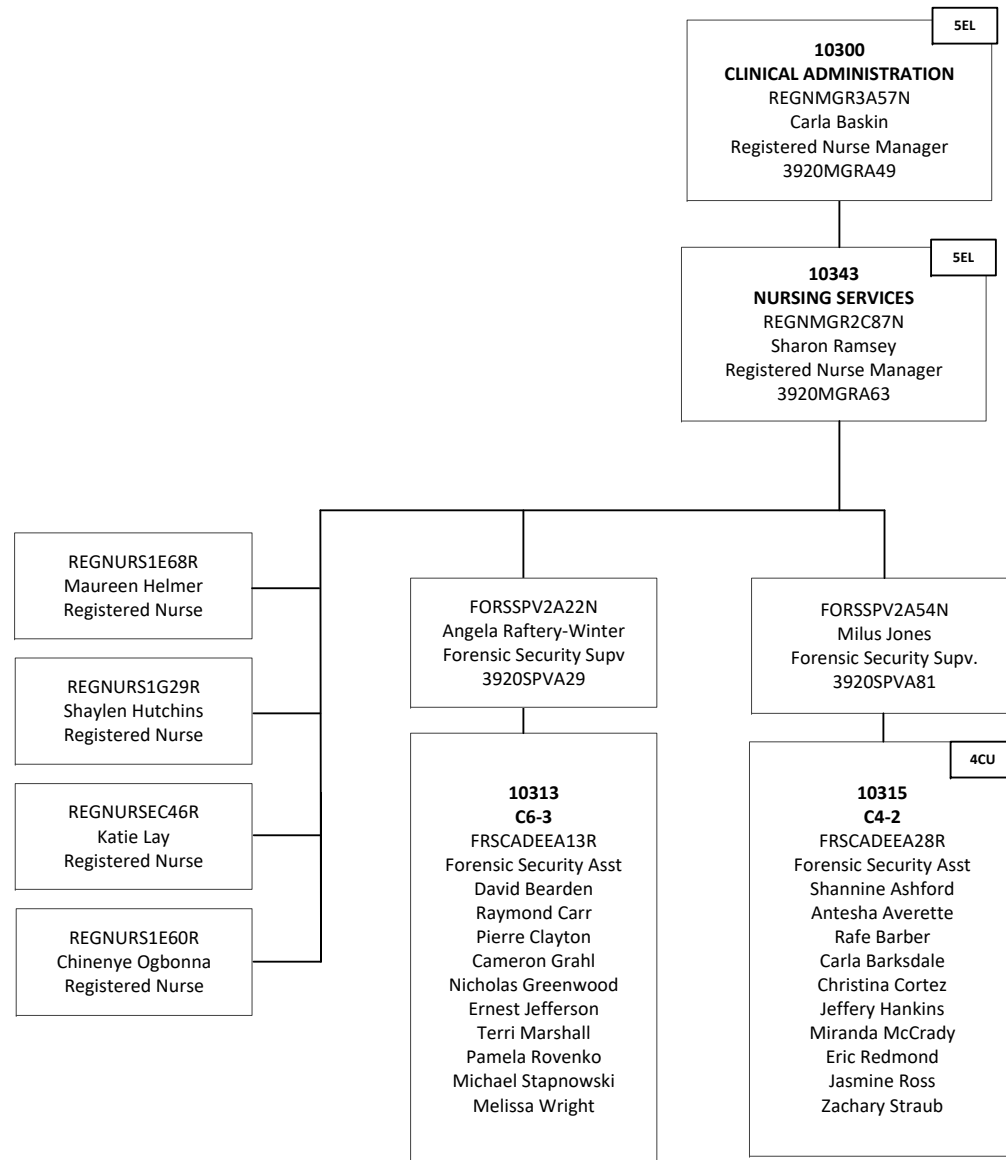 5EL
10300
CLINICAL ADMINISTRATION
REGNMGR3A57N
Carla Baskin
Registered Nurse Manager
3920MGRA49
5EL
10343
NURSING SERVICES
REGNMGR2C87N
Sharon Ramsey
Registered Nurse Manager
3920MGRA63
REGNURS1E68R
Maureen Helmer
Registered Nurse
REGNURS1G29R
Shaylen Hutchins
Registered Nurse
REGNURSEC46R
Katie Lay
Registered Nurse
REGNURS1E60R
Chinenye Ogbonna
Registered Nurse
FORSSPV2A22N
Angela Raftery-Winter
Forensic Security Supv
3920SPVA29
10313
C6-3
FRSCADEEA13R
Forensic Security Asst
David Bearden
Raymond Carr
Pierre Clayton
Cameron Grahl
Nicholas Greenwood
Ernest Jefferson
Terri Marshall
Pamela Rovenko
Michael Stapnowski
Melissa Wright
FORSSPV2A54N
Milus Jones
Forensic Security Supv.
3920SPVA81
4CU
10315
C4-2
FRSCADEEA28R
Forensic Security Asst
Shannine Ashford
Antesha Averette
Rafe Barber
Carla Barksdale
Christina Cortez
Jeffery Hankins
Miranda McCrady
Eric Redmond
Jasmine Ross
Zachary Straub